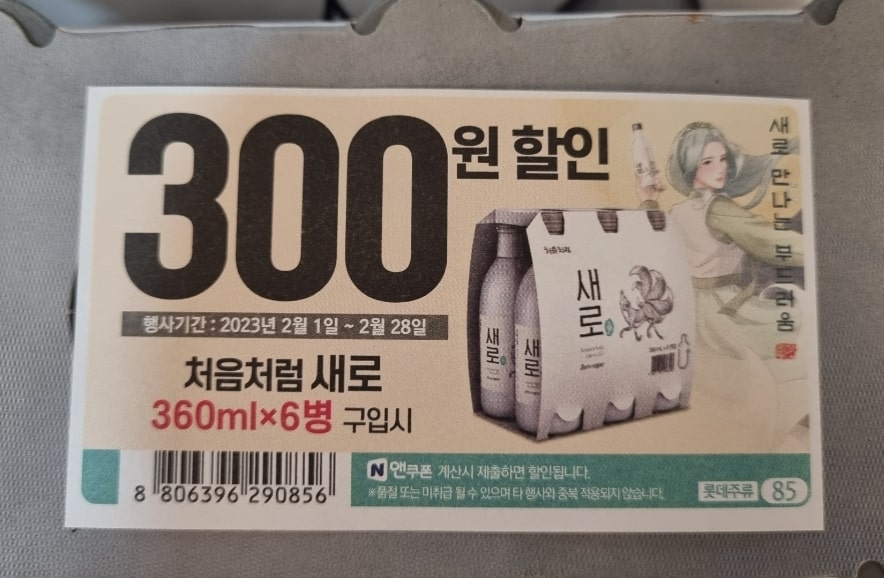 300원 할인
새로 만나는 부드러움
행사기간 : 2023년 2월 1일 ~ 2월 28일
처음처럼 새로
360ml×6병 구입시
처음처럼
새로
새로
새로
8 806396 290856
N 앤쿠폰 계산시 제출하면 할인됩니다.
※품절 또는 미취급 될 수 있으며 타 행사와 중복 적용되지 않습니다.
롯데주류 85